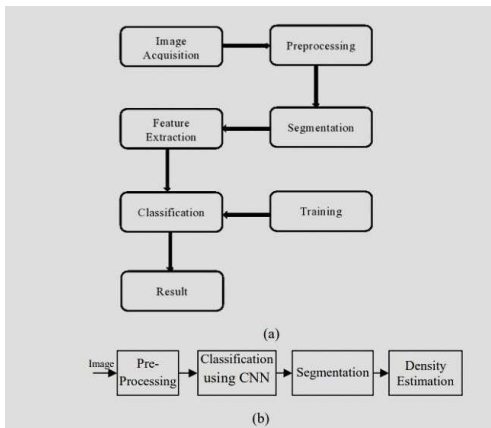 Image
Acquisition
Preprocessing
Feature
Extraction
Segmentation
Classification
Training
Result
(a)
Image
Pre-
Processing
Classification
using CNN
Segmentation
Density
Estimation
(b)